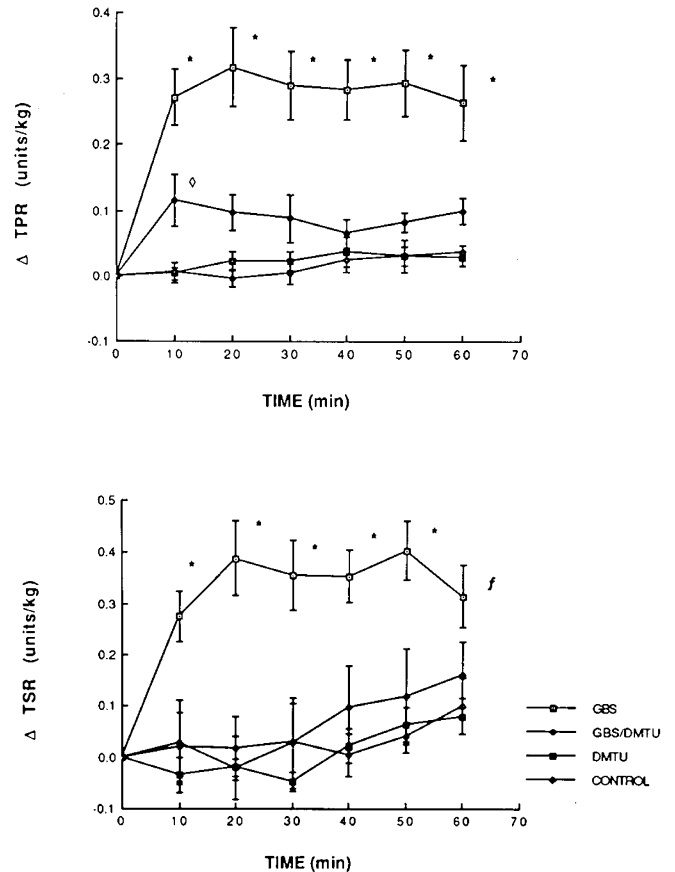 0.4
*
*
*
*
*
*
0.3
0.2
◊
0.1
0.0
-0.1
Δ TPR (units/kg)
0 10 20 30 40 50 60 70
TIME (min)
0.5
*
*
*
*
*
0.4
ƒ
0.3
0.2
0.1
0.0
-0.1
Δ TSR (units/kg)
GBS
GBS/DMTU
DMTU
CONTROL
0 10 20 30 40 50 60 70
TIME (min)